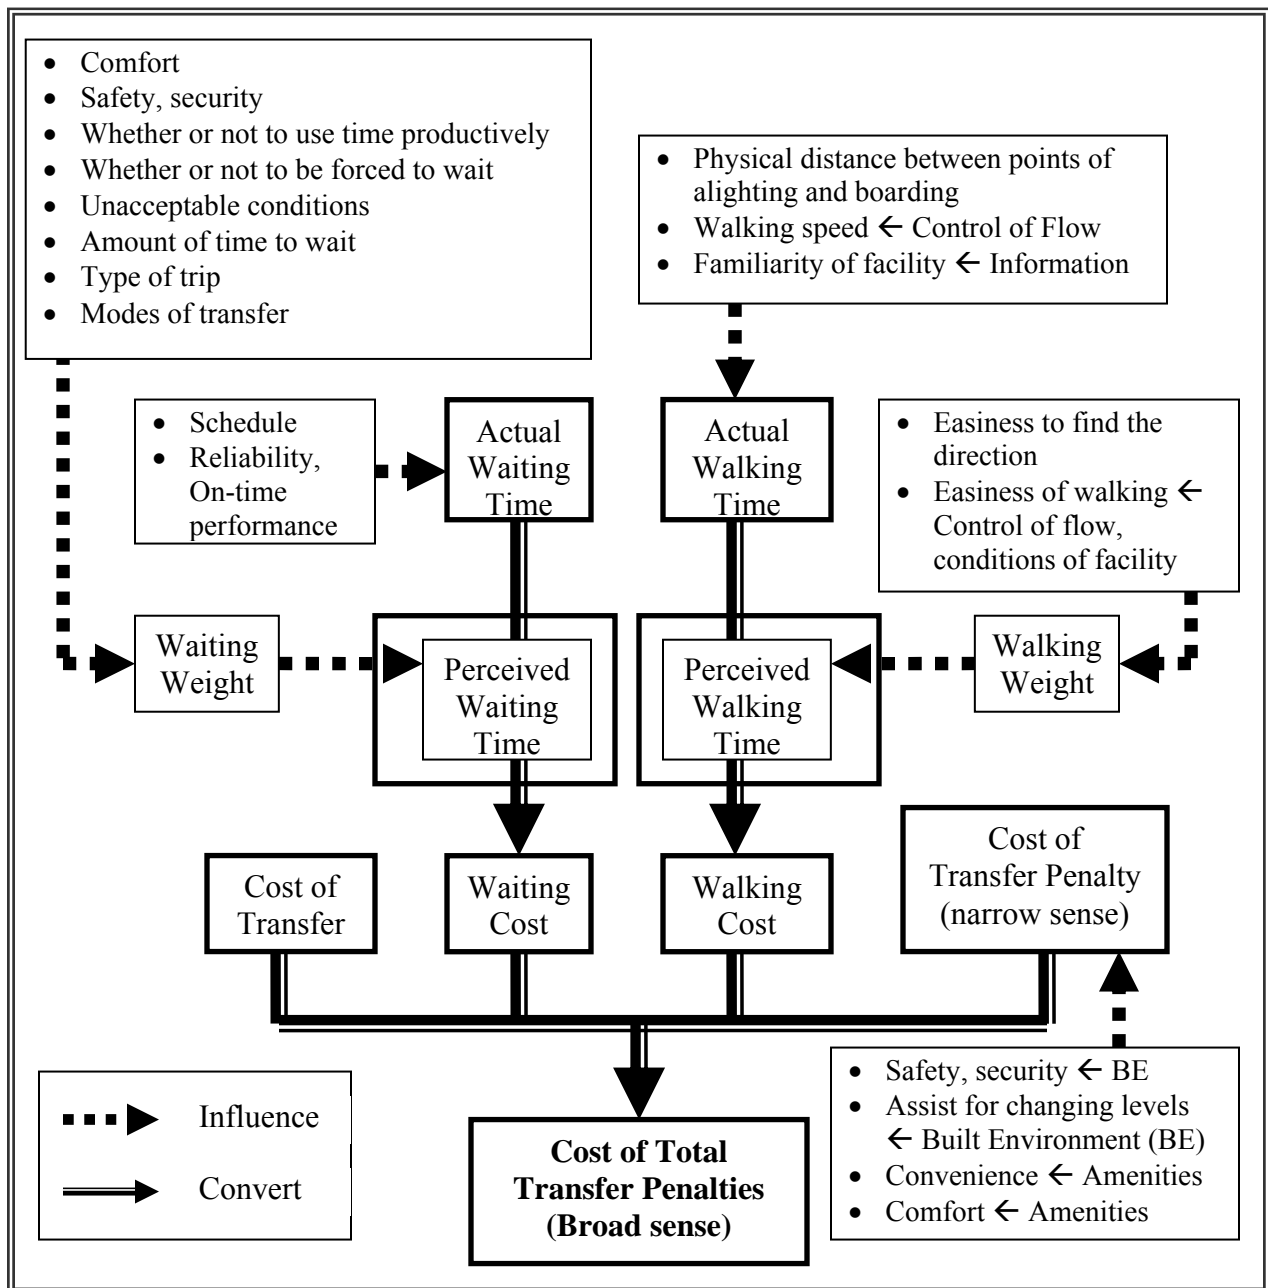 • Comfort
• Safety, security
• Whether or not to use time productively
• Whether or not to be forced to wait
• Unacceptable conditions
• Amount of time to wait
• Type of trip
• Modes of transfer
• Physical distance between points of
alighting and boarding
• Walking speed ← Control of Flow
• Familiarity of facility ← Information
• Schedule
• Reliability,
On-time
performance
Actual
Waiting
Time
Actual
Walking
Time
• Easiness to find the
direction
• Easiness of walking ←
Control of flow,
conditions of facility
Waiting
Weight
Perceived
Waiting
Time
Perceived
Walking
Time
Walking
Weight
Cost of
Transfer
Waiting
Cost
Walking
Cost
Cost of
Transfer Penalty
(narrow sense)
Influence
Convert
Cost of Total
Transfer Penalties
(Broad sense)
• Safety, security ← BE
• Assist for changing levels
← Built Environment (BE)
• Convenience ← Amenities
• Comfort ← Amenities